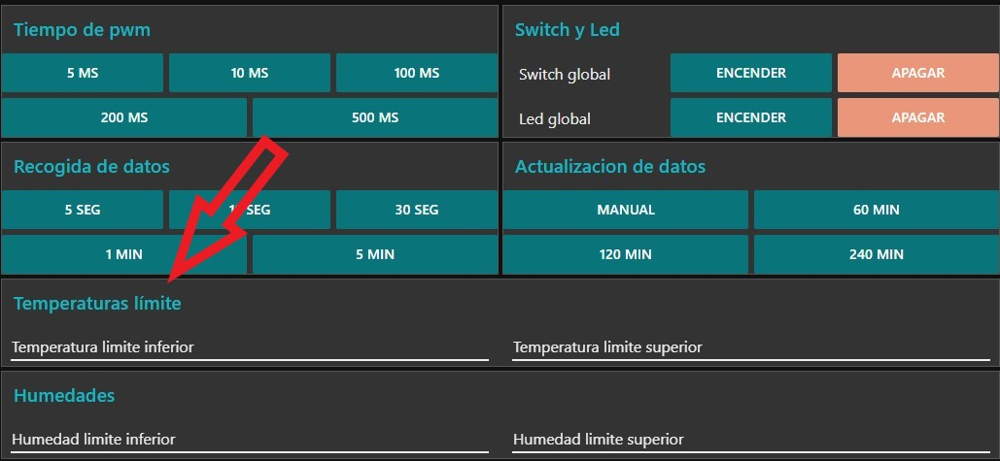 Tiempo de pwm
5 MS
10 MS
100 MS
200 MS
500 MS
Switch y Led
Switch global
ENCENDER
APAGAR
Led global
ENCENDER
APAGAR
Recogida de datos
5 SEG
SEG
30 SEG
1 MIN
5 MIN
Actualizacion de datos
MANUAL
60 MIN
120 MIN
240 MIN
Temperaturas límite
Temperatura limite inferior
Temperatura limite superior
Humedades
Humedad limite inferior
Humedad limite superior